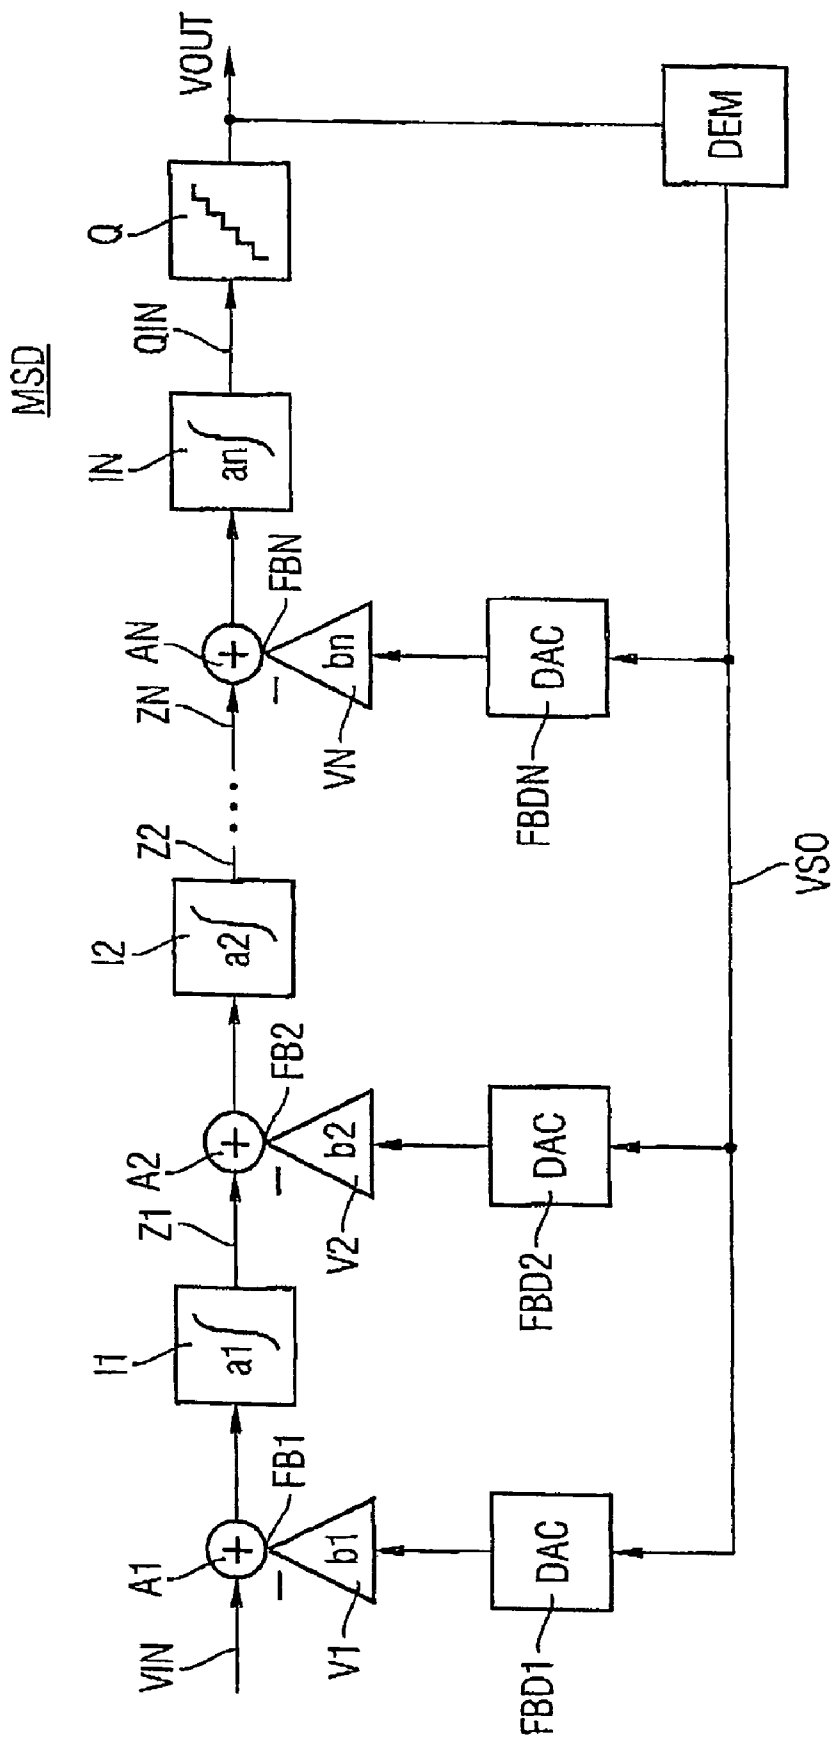 MSD
VIN
A1
I1
Z1
A2
I2
Z2
ZN
AN
IN
QIN
Q
VOUT
+
a1
+
a2
...
+
an
−
FB1
−
FB2
−
FBN
V1
b1
V2
b2
VN
bn
FBD1
DAC
FBD2
DAC
FBDN
DAC
DEM
VS0